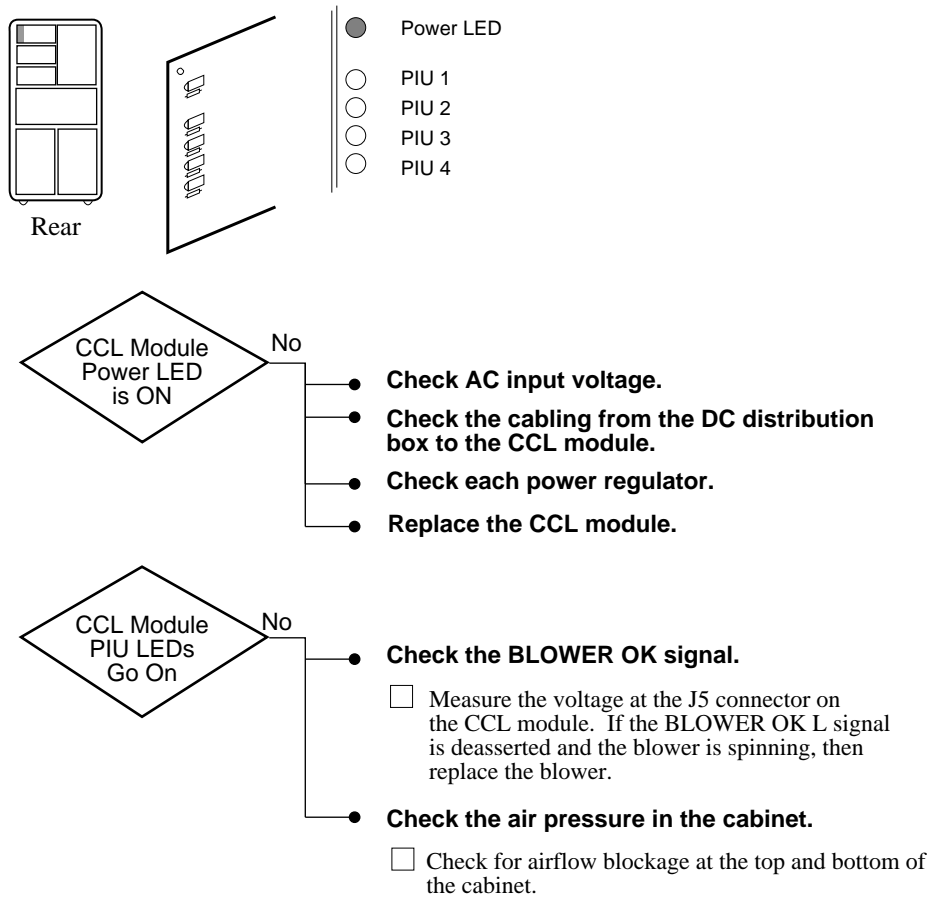 Power LED
PIU 1
PIU 2
PIU 3
PIU 4
Rear
CCL Module
Power LED
is ON
No
Check AC input voltage.
Check the cabling from the DC distribution
box to the CCL module.
Check each power regulator.
Replace the CCL module.
CCL Module
PIU LEDs
Go On
No
Check the BLOWER OK signal.
Measure the voltage at the J5 connector on
the CCL module. If the BLOWER OK L signal
is deasserted and the blower is spinning, then
replace the blower.
Check the air pressure in the cabinet.
Check for airflow blockage at the top and bottom of
the cabinet.